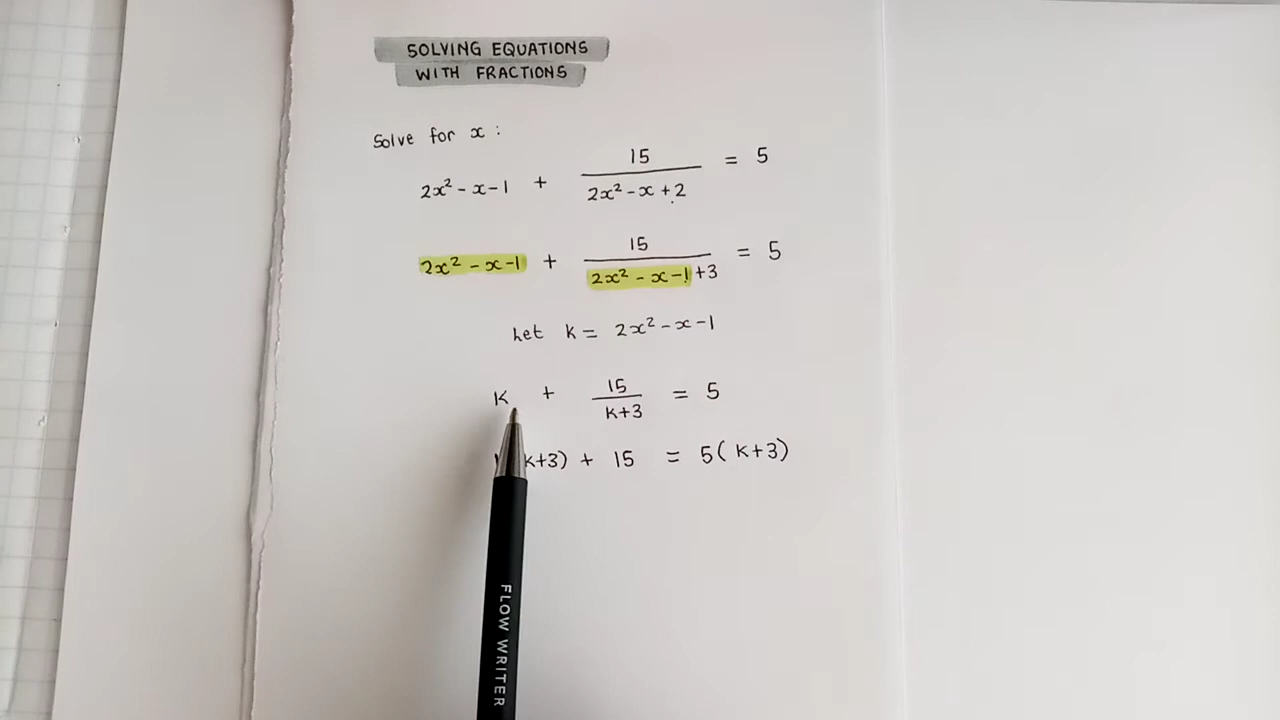 SOLVING EQUATIONS
WITH FRACTIONS
Solve for x :
2x² - x - 1 + 15/(2x² - x + 2) = 5
2x² - x - 1 + 15/(2x² - x - 1 + 3) = 5
Let k = 2x² - x - 1
k + 15/(k+3) = 5
k+3) + 15 = 5(k+3)
FLOW WRITER